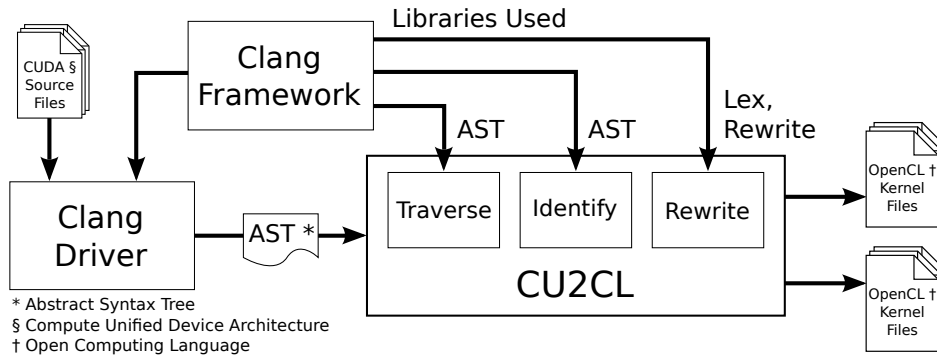 Libraries Used
CUDA §
Source
Files
Clang
Framework
Lex,
Rewrite
AST
AST
OpenCL †
Kernel
Files
Clang
Driver
AST *
Traverse
Identify
Rewrite
CU2CL
OpenCL †
Kernel
Files
* Abstract Syntax Tree
§ Compute Unified Device Architecture
† Open Computing Language